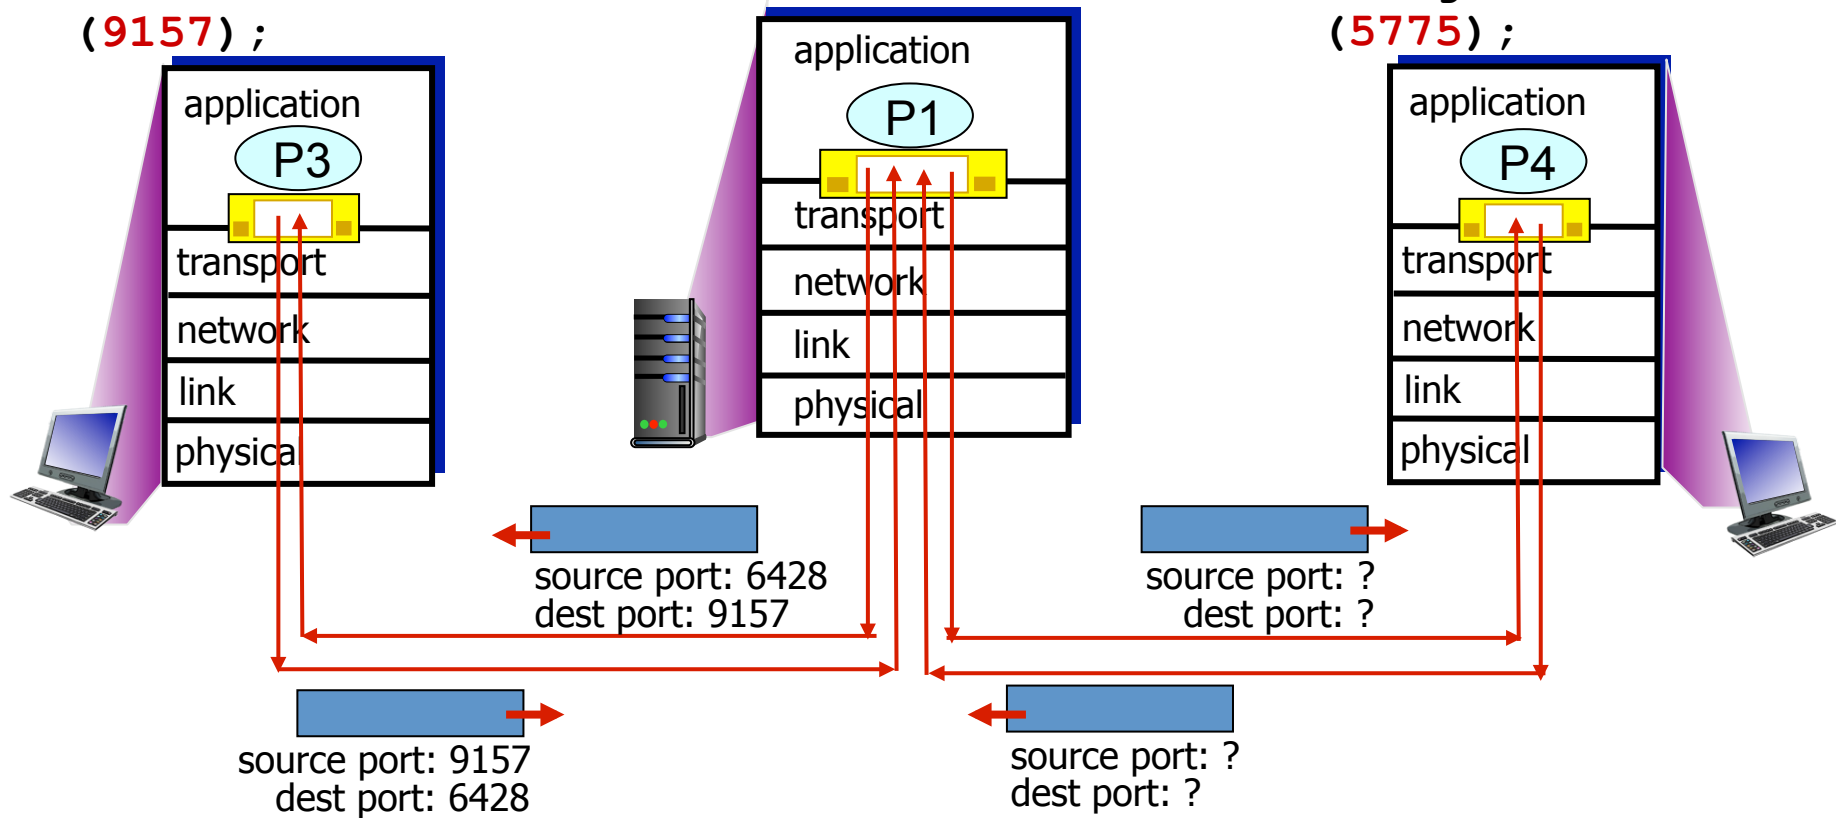 (9157);
(5775);
application
P3
transport
network
link
physical
application
P1
transport
network
link
physical
application
P4
transport
network
link
physical
source port: 6428
dest port: 9157
source port: ?
dest port: ?
source port: 9157
dest port: 6428
source port: ?
dest port: ?